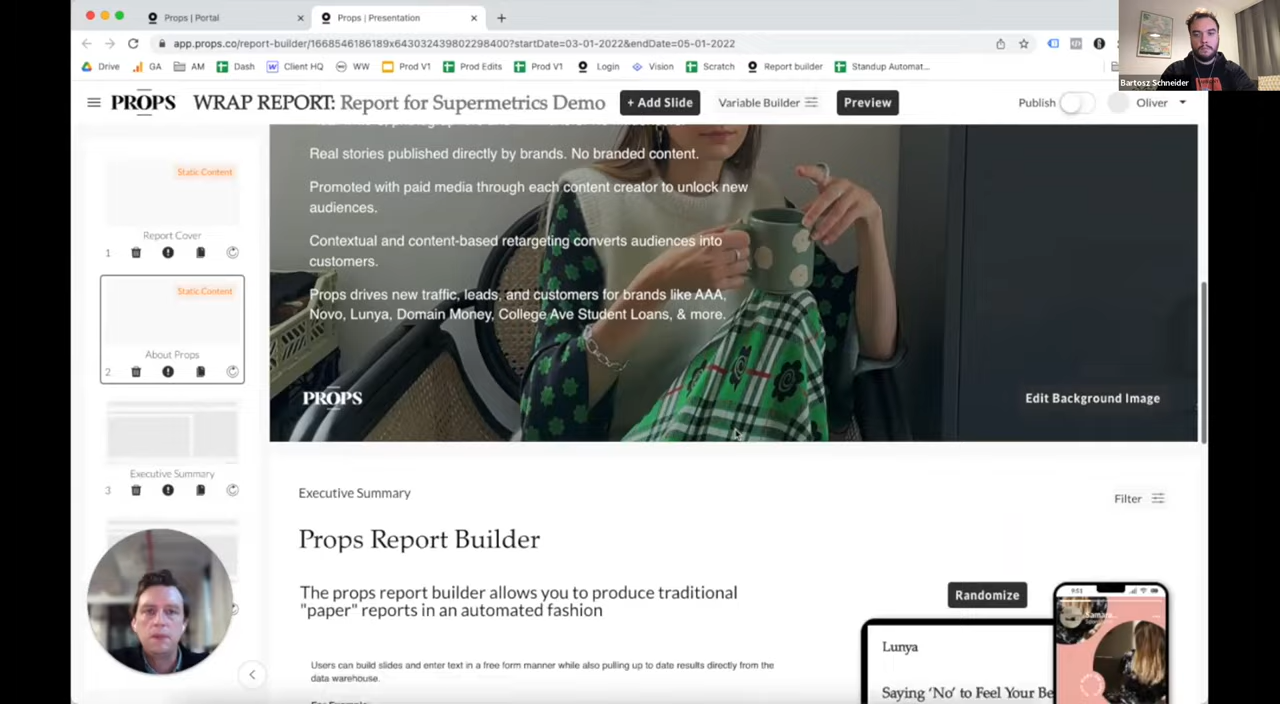 Props | Portal
Props | Presentation
app.props.co/report-builder/1668546186189x643032439802298400?startDate=03-01-2022&endDate=05-01-2022
Drive GA AM Dash Client HQ WW Prod V1 Prod Edits Prod V1 Login Vision Scratch Report builder Standup Automat...
Bartosz Schneider
PROPS WRAP REPORT: Report for Supermetrics Demo + Add Slide Variable Builder Preview Publish Oliver
Static Content
Report Cover
1
Static Content
About Props
2
Executive Summary
3
Real stories published directly by brands. No branded content.
Promoted with paid media through each content creator to unlock new
audiences.
Contextual and content-based retargeting converts audiences into
customers.
Props drives new traffic, leads, and customers for brands like AAA,
Novo, Lunya, Domain Money, College Ave Student Loans, & more.
PROPS
Edit Background Image
Executive Summary
Filter
Props Report Builder
The props report builder allows you to produce traditional
"paper" reports in an automated fashion
Randomize
Users can build slides and enter text in a free form manner while also pulling up to date results directly from the
data warehouse.
9:51
Lunya
Saying ‘No’ to Feel Your Be